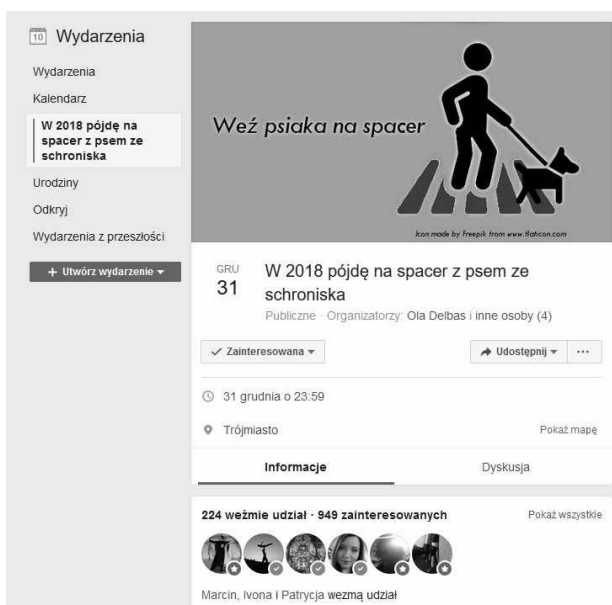 10 Wydarzenia
Wydarzenia
Kalendarz
W 2018 pójdę na
spacer z psem ze
schroniska
Urodziny
Odkryj
Wydarzenia z przeszłości
+ Utwórz wydarzenie
Weź psiaka na spacer
Icon made by Freepik from www.flaticon.com
GRU
31
W 2018 pójdę na spacer z psem ze
schroniska
Publiczne · Organizatorzy: Ola Delbas i inne osoby (4)
Zainteresowana
Udostępnij
...
31 grudnia o 23:59
Trójmiasto
Pokaż mapę
Informacje
Dyskusja
224 weźmie udział · 949 zainteresowanych
Pokaż wszystkie
Marcin, Ivona i Patrycja wezmą udział